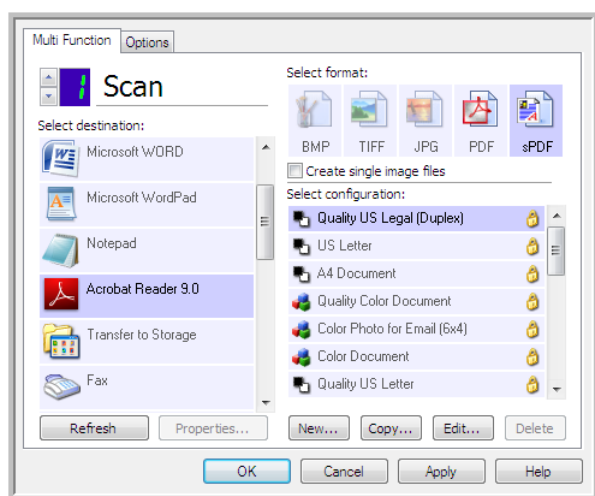 Multi Function
Options
1
Scan
Select destination:
Microsoft WORD
Microsoft WordPad
Notepad
Acrobat Reader 9.0
Transfer to Storage
Fax
Refresh
Properties...
Select format:
BMP
TIFF
JPG
PDF
sPDF
Create single image files
Select configuration:
Quality US Legal (Duplex)
US Letter
A4 Document
Quality Color Document
Color Photo for Email (6x4)
Color Document
Quality US Letter
New...
Copy...
Edit...
Delete
OK
Cancel
Apply
Help